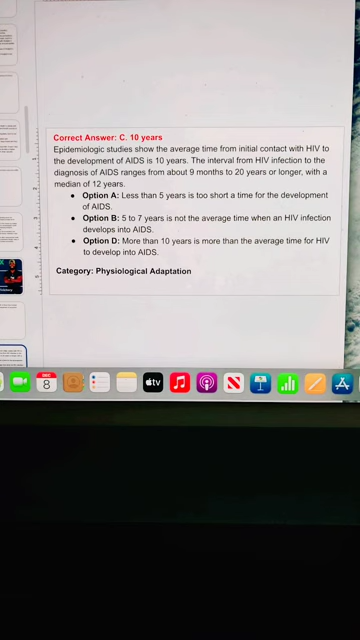 Correct Answer: C. 10 years
Epidemiologic studies show the average time from initial contact with HIV to
the development of AIDS is 10 years. The interval from HIV infection to the
diagnosis of AIDS ranges from about 9 months to 20 years or longer, with a
median of 12 years.
• Option A: Less than 5 years is too short a time for the development
of AIDS.
• Option B: 5 to 7 years is not the average time when an HIV infection
develops into AIDS.
• Option D: More than 10 years is more than the average time for HIV
to develop into AIDS.
Category: Physiological Adaptation
DEC
8
tv